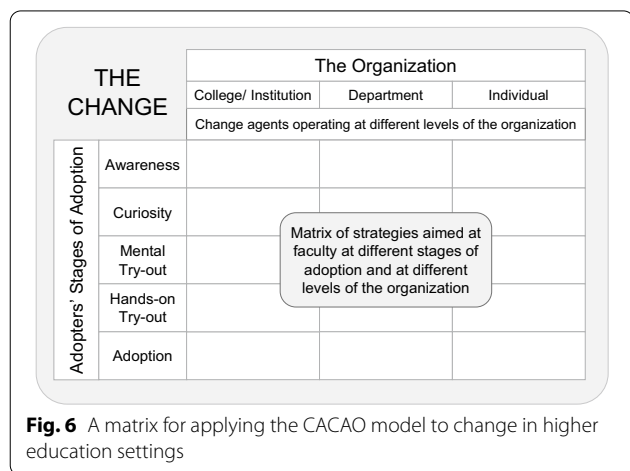 THE
CHANGE
The Organization
College/ Institution
Department
Individual
Change agents operating at different levels of the organization
Adopters' Stages of Adoption
Awareness
Curiosity
Mental
Try-out
Hands-on
Try-out
Adoption
Matrix of strategies aimed at
faculty at different stages of
adoption and at different
levels of the organization
Fig. 6 A matrix for applying the CACAO model to change in higher
education settings